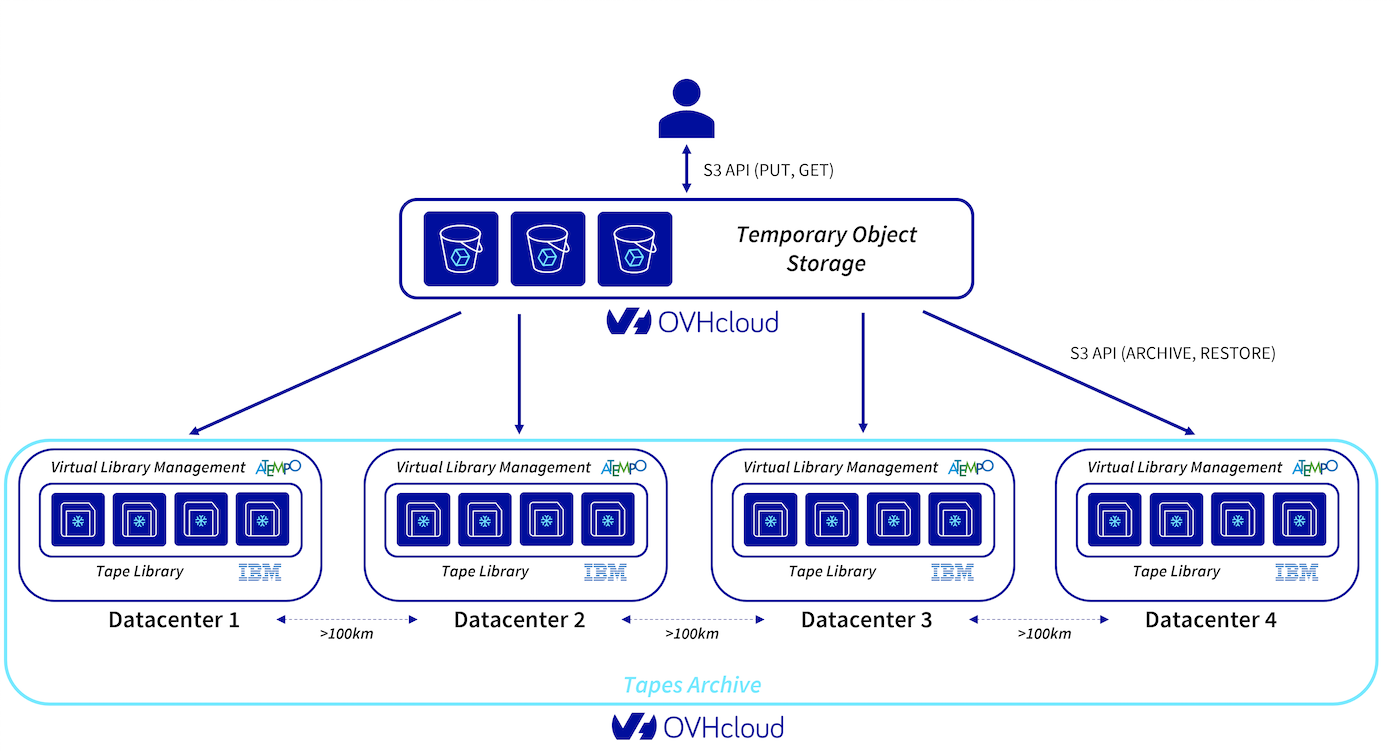 S3 API (PUT, GET)
Temporary Object
Storage
OVHcloud
S3 API (ARCHIVE, RESTORE)
Virtual Library Management ATEMPO
Tape Library IBM
Datacenter 1
Virtual Library Management ATEMPO
Tape Library IBM
Datacenter 2
Virtual Library Management ATEMPO
Tape Library IBM
Datacenter 3
Virtual Library Management ATEMPO
Tape Library IBM
Datacenter 4
>100km
>100km
>100km
Tapes Archive
OVHcloud